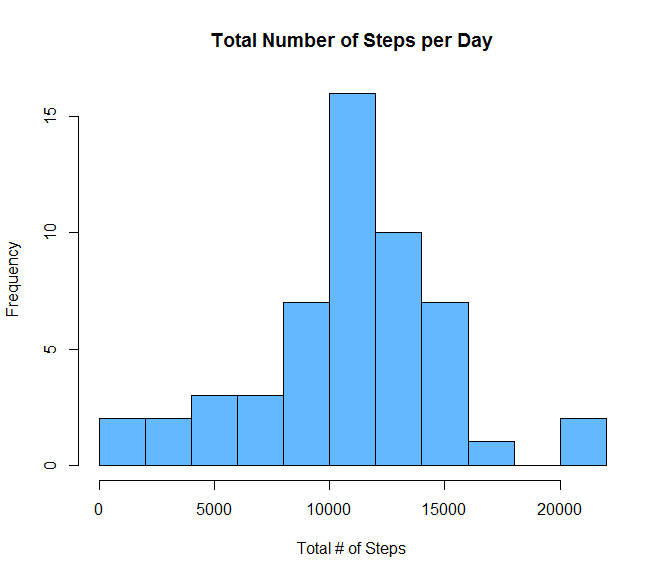 Total Number of Steps per Day
Frequency
15
10
5
0
0 5000 10000 15000 20000
Total # of Steps